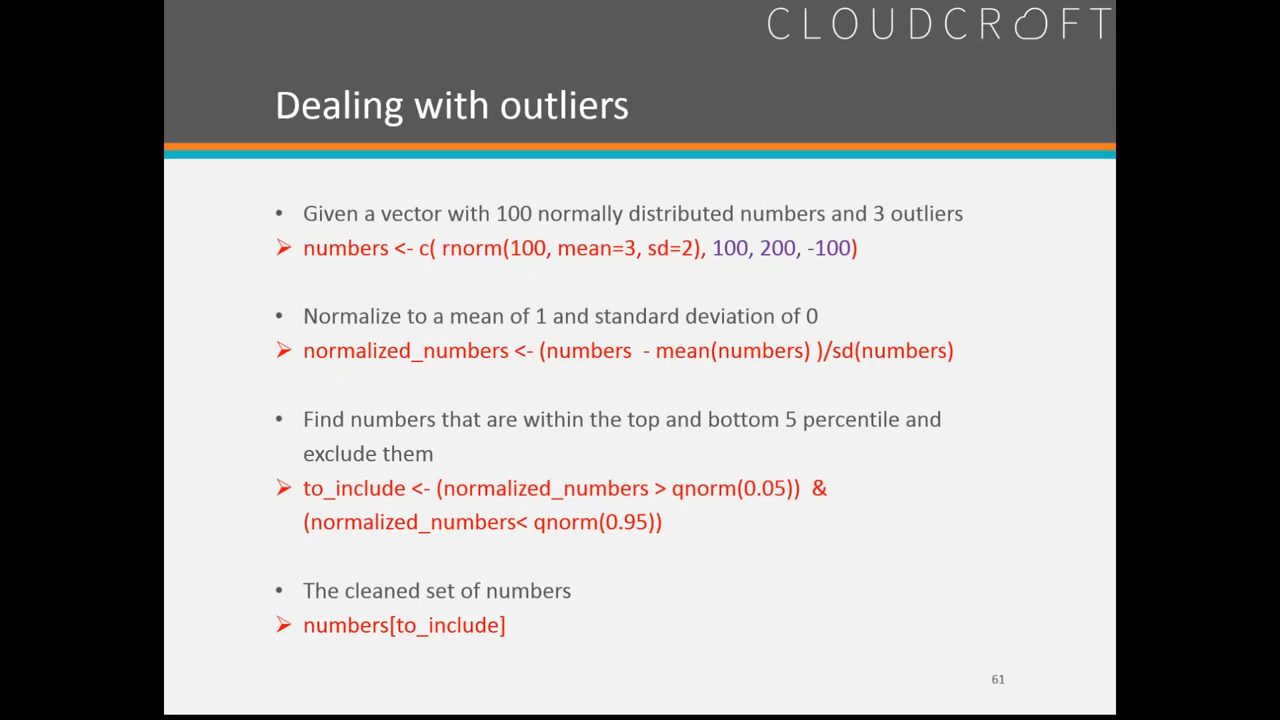 CLOUDCROFT
Dealing with outliers
• Given a vector with 100 normally distributed numbers and 3 outliers
➢ numbers <- c( rnorm(100, mean=3, sd=2), 100, 200, -100)
• Normalize to a mean of 1 and standard deviation of 0
➢ normalized_numbers <- (numbers - mean(numbers) )/sd(numbers)
• Find numbers that are within the top and bottom 5 percentile and
exclude them
➢ to_include <- (normalized_numbers > qnorm(0.05)) &
(normalized_numbers< qnorm(0.95))
• The cleaned set of numbers
➢ numbers[to_include]
61